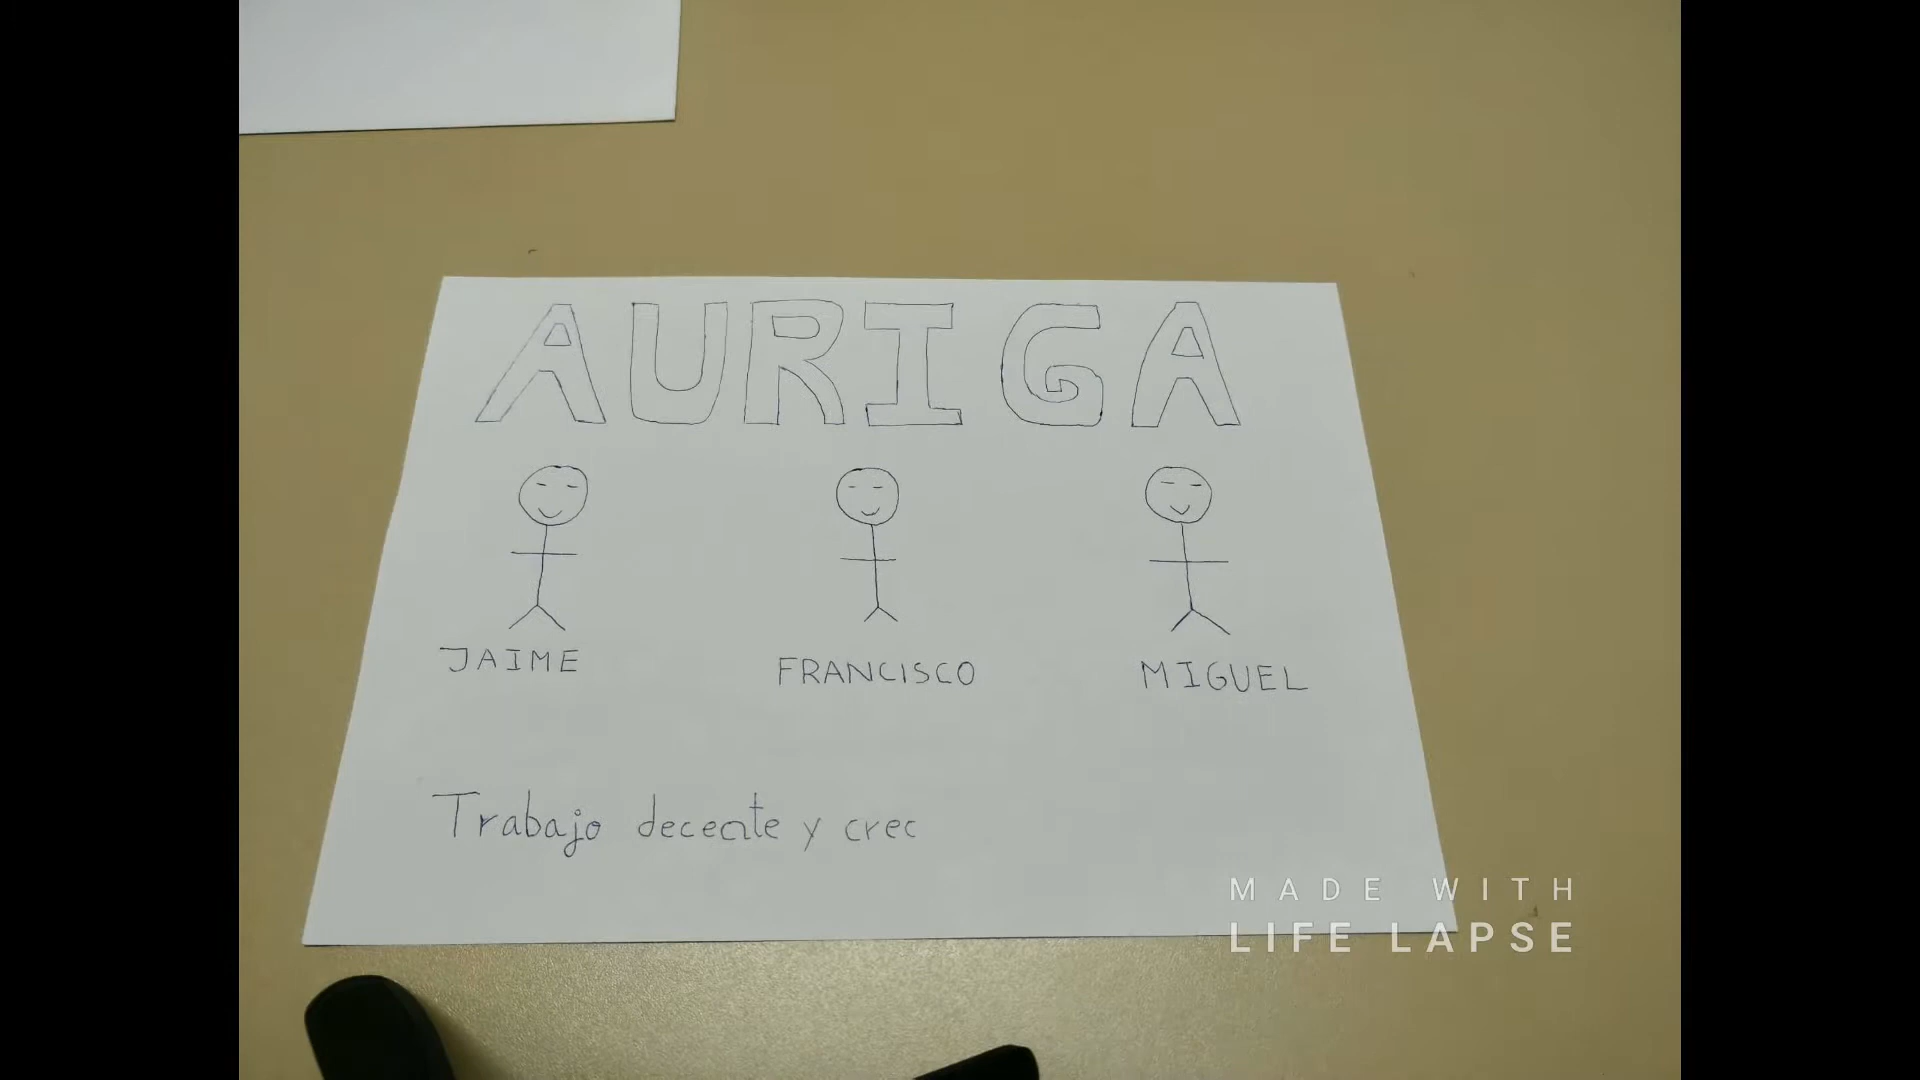 AURIGA
JAIME FRANCISCO MIGUEL
Trabajo decente y crec
MADE WITH
LIFE LAPSE